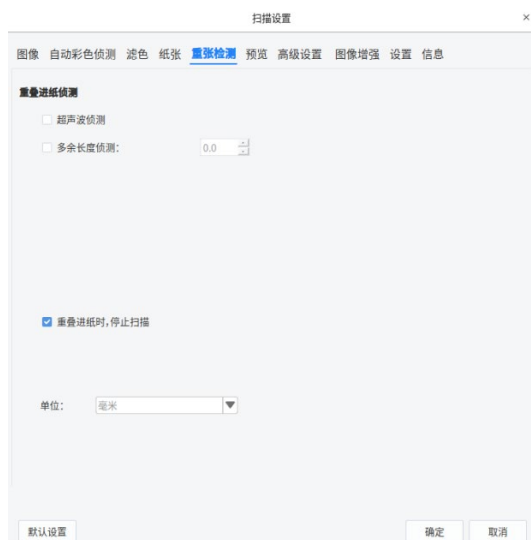 扫描设置
图像 自动彩色侦测 滤色 纸张 重张检测 预览 高级设置 图像增强 设置 信息
重叠进纸侦测
超声波侦测
多余长度侦测： 0.0
重叠进纸时，停止扫描
单位： 毫米
默认设置 确定 取消